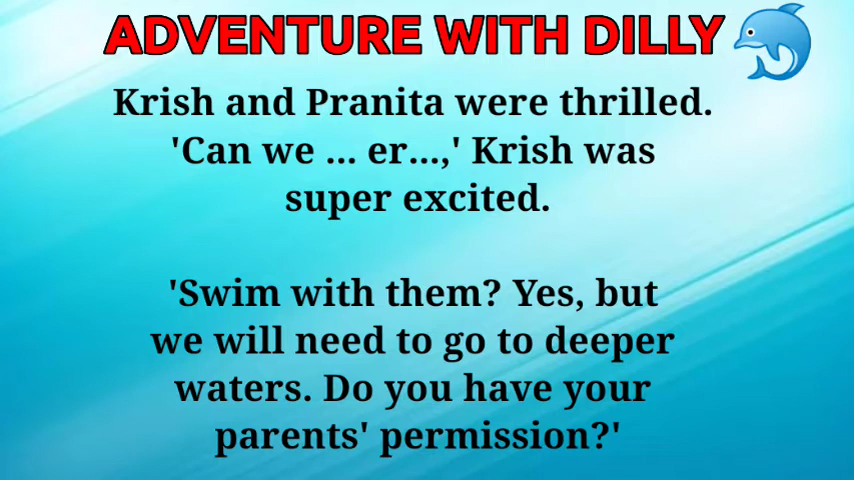 ADVENTURE WITH DILLY
Krish and Pranita were thrilled.
'Can we ... er...,' Krish was
super excited.
'Swim with them? Yes, but
we will need to go to deeper
waters. Do you have your
parents' permission?'